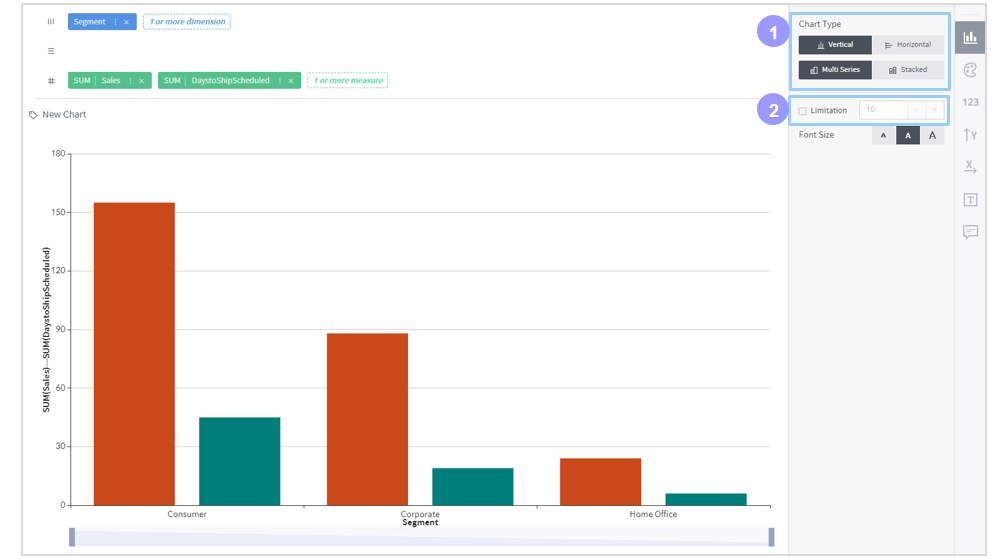 Segment
1 or more dimension
SUM Sales
SUM DaystoShipScheduled
1 or more measure
New Chart
1
Chart Type
Vertical
Horizontal
Multi Series
Stacked
2
Limitation
10
Font Size
A
A
A
123
Y
X
T
SUM(Sales)—SUM(DaystoShipScheduled)
180
150
120
90
60
30
0
Consumer
Corporate
Home Office
Segment